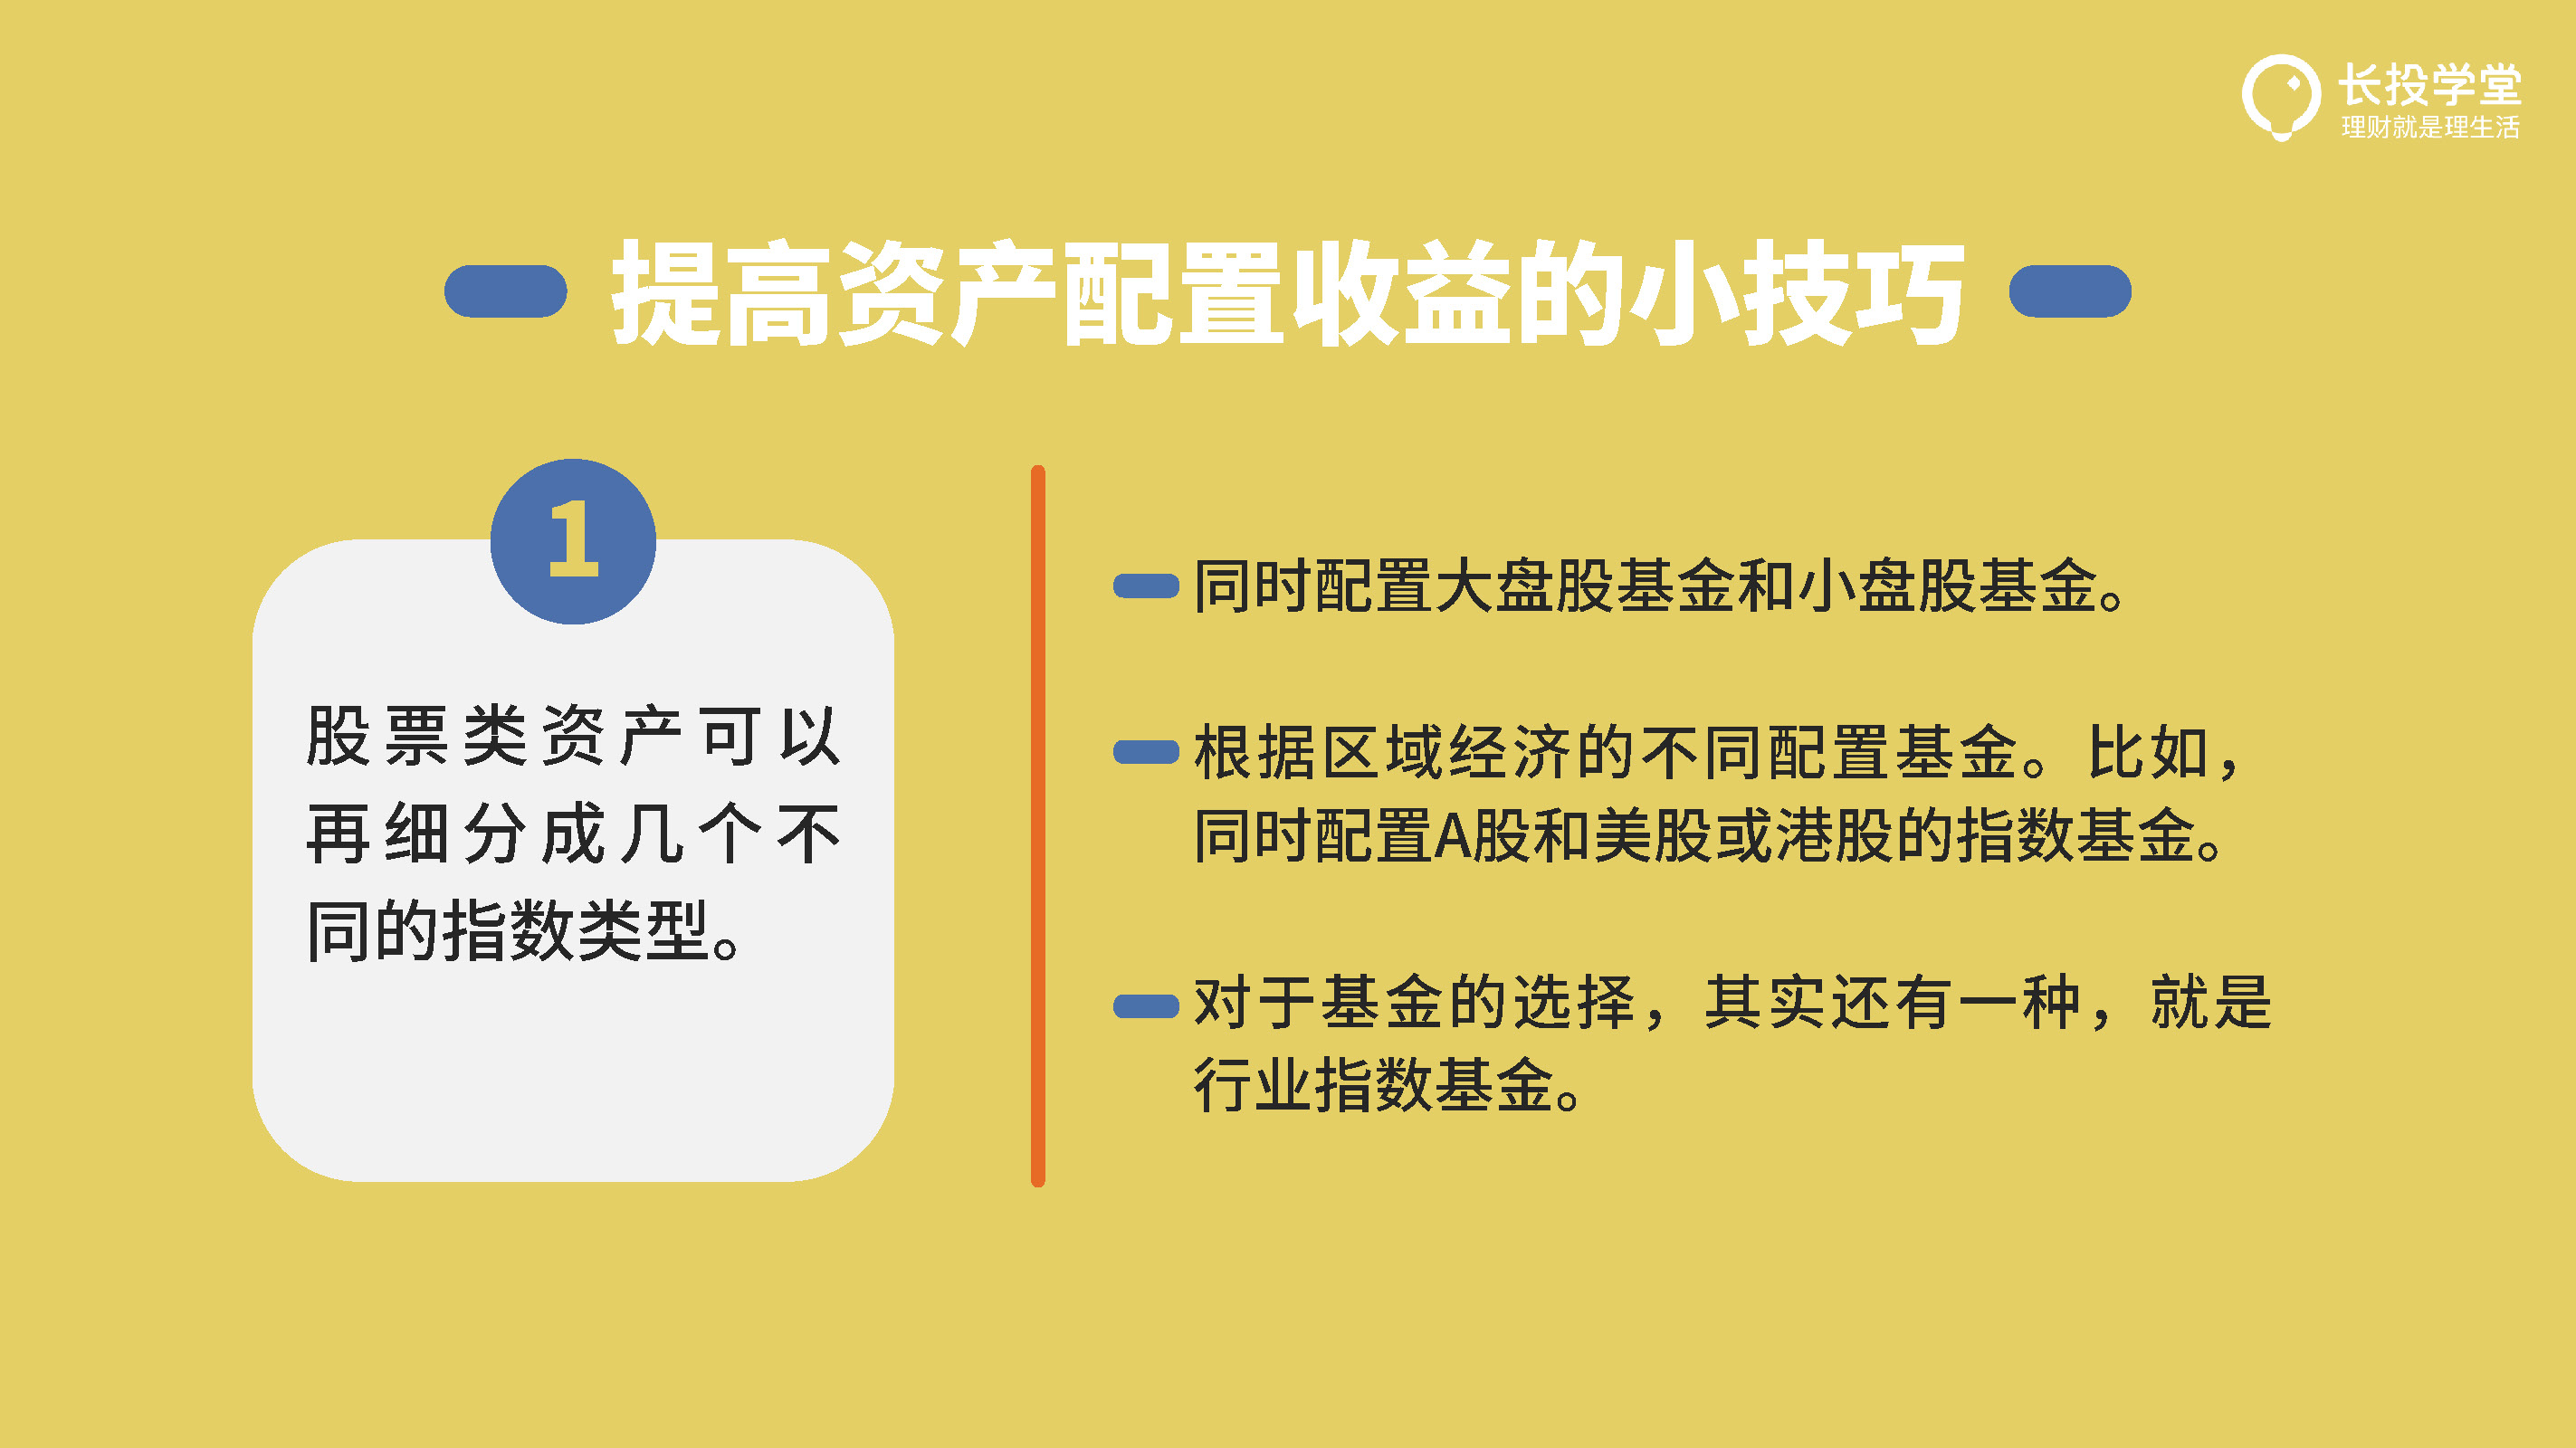 长投学堂
理财就是理生活
提高资产配置收益的小技巧
1
股票类资产可以
再细分成几个不
同的指数类型。
同时配置大盘股基金和小盘股基金。
根据区域经济的不同配置基金。比如，
同时配置A股和美股或港股的指数基金。
对于基金的选择，其实还有一种，就是
行业指数基金。